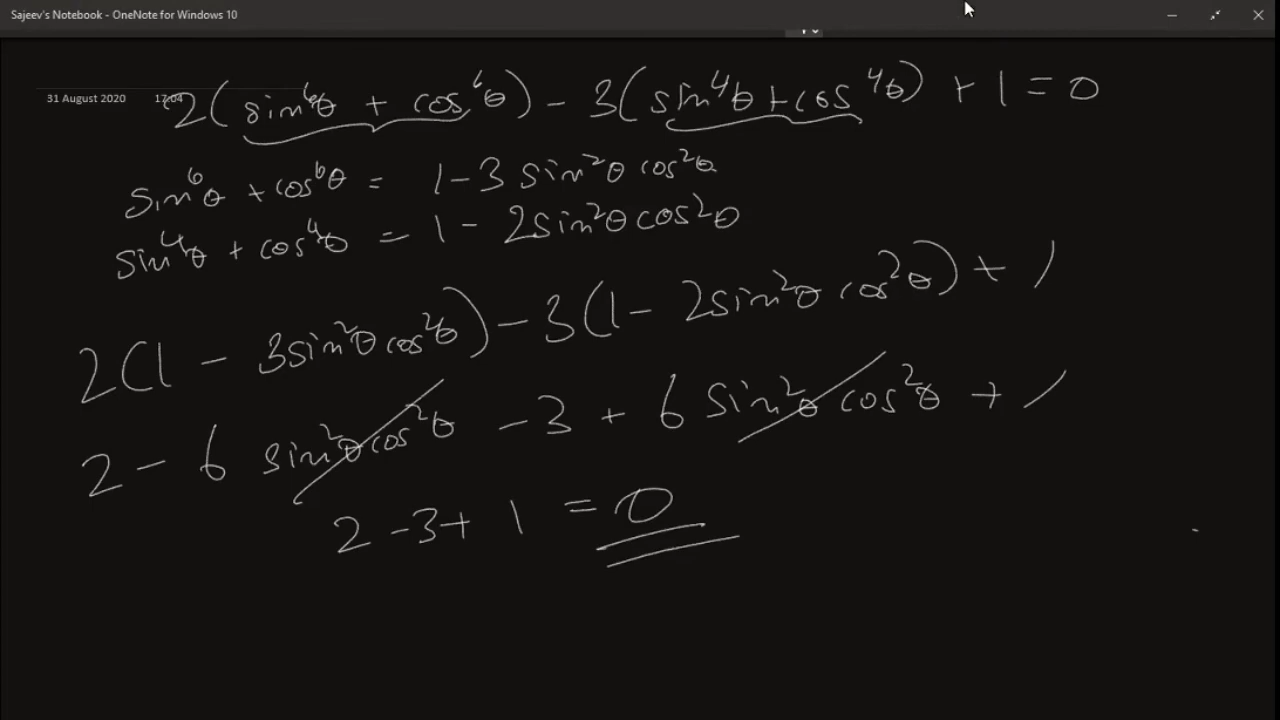 Sajeev's Notebook - OneNote for Windows 10
31 August 2020 17:04
2(sin⁶θ + cos⁶θ) - 3(sin⁴θ + cos⁴θ) + 1 = 0
sin⁶θ + cos⁶θ = 1 - 3 sin²θ cos²θ
sin⁴θ + cos⁴θ = 1 - 2sin²θ cos²θ
2(1 - 3sin²θ cos²θ) - 3(1 - 2sin²θ cos²θ) + 1
2 - 6 sin²θ cos²θ - 3 + 6 sin²θ cos²θ + 1
2 - 3 + 1 = 0